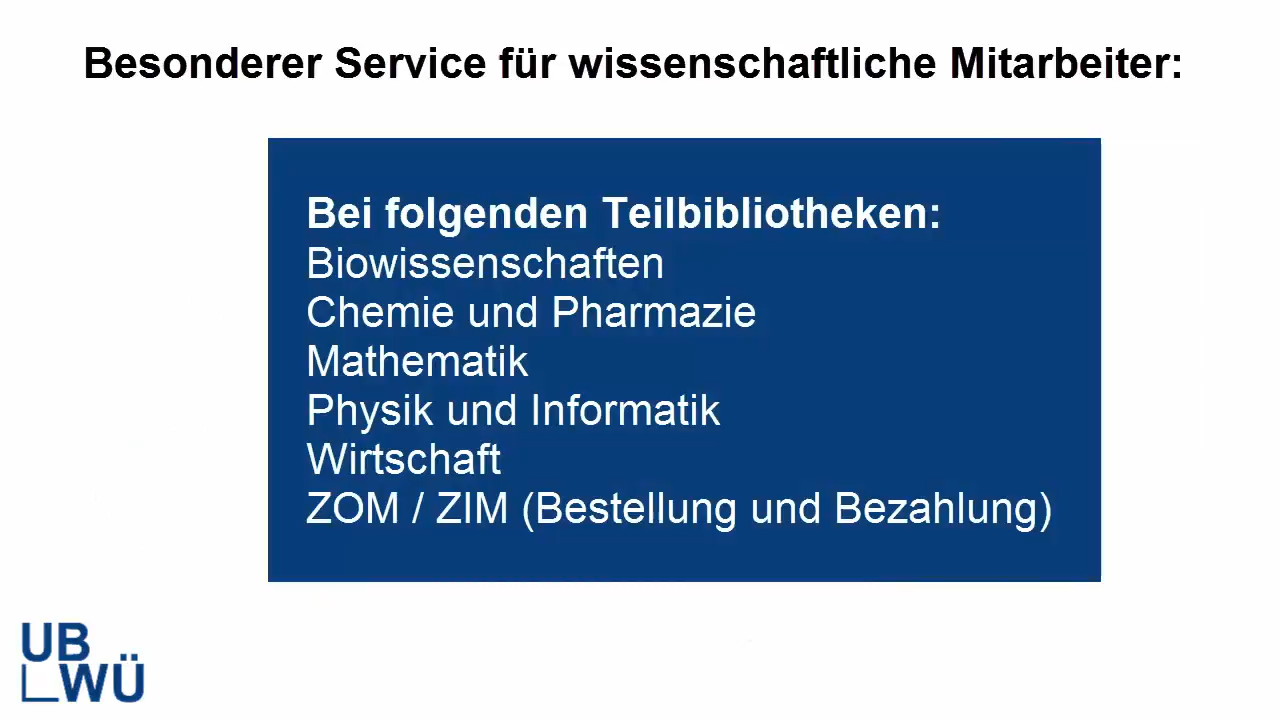 Besonderer Service für wissenschaftliche Mitarbeiter:
Bei folgenden Teilbibliotheken:
Biowissenschaften
Chemie und Pharmazie
Mathematik
Physik und Informatik
Wirtschaft
ZOM / ZIM (Bestellung und Bezahlung)
UB
WÜ